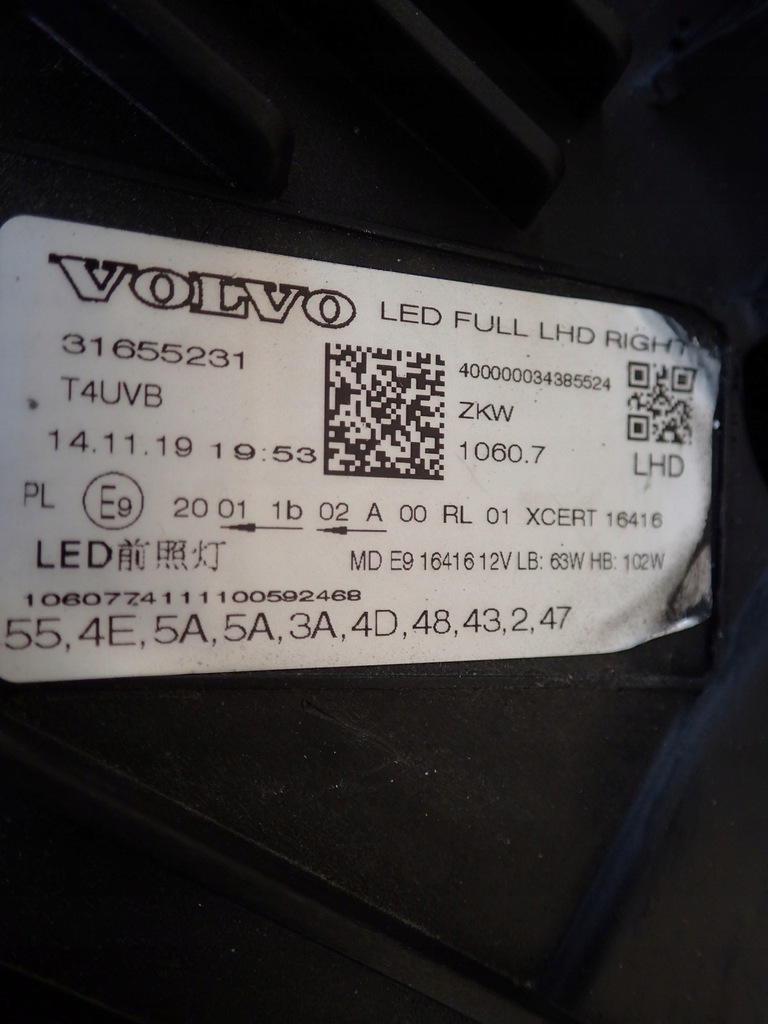 VOLVO LED FULL LHD RIGHT
31655231
400000034385524
T4UVB
ZKW
14.11.19 19:53
1060.7
LHD
PL E9 20 01 1b 02 A 00 RL 01 XCERT 16416
LED前照灯 MD E9 16416 12V LB: 63W HB: 102W
1060774111100592468
55,4E,5A,5A,3A,4D,48,43,2,47